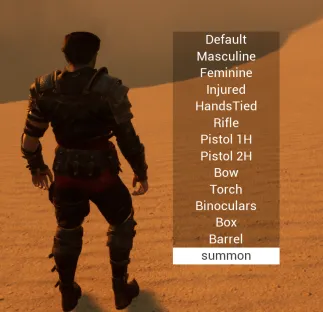 Default
Masculine
Feminine
Injured
HandsTied
Rifle
Pistol 1H
Pistol 2H
Bow
Torch
Binoculars
Box
Barrel
summon